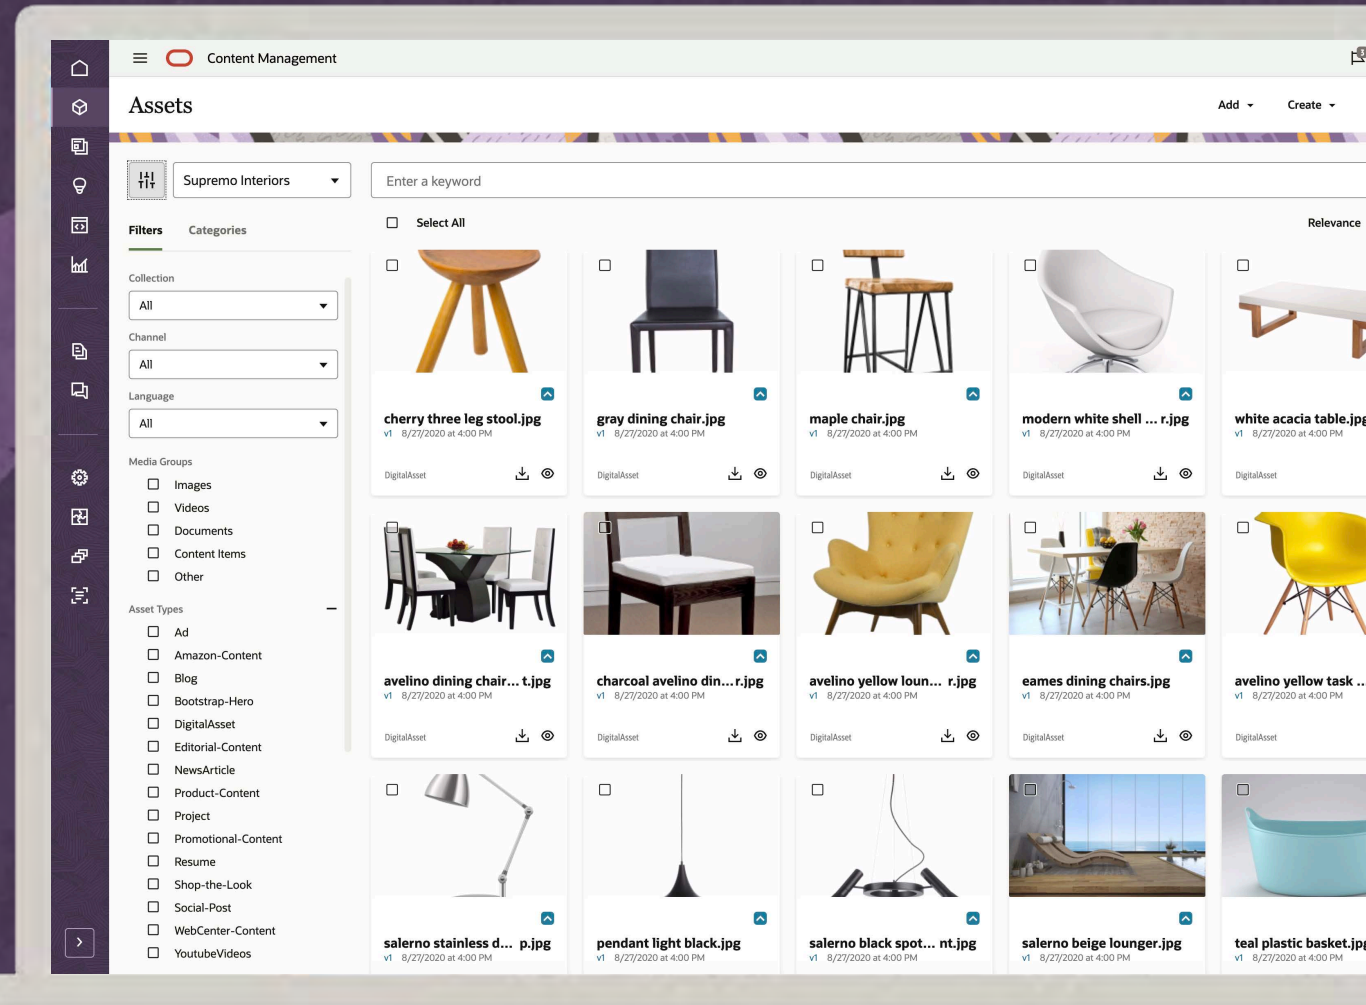 Content Management
3
Assets
Add
Create
Supremo Interiors
Enter a keyword
Filters
Categories
Select All
Relevance
Collection
All
Channel
All
Language
All
Media Groups
Images
Videos
Documents
Content Items
Other
Asset Types
Ad
Amazon-Content
Blog
Bootstrap-Hero
DigitalAsset
Editorial-Content
NewsArticle
Product-Content
Project
Promotional-Content
Resume
Shop-the-Look
Social-Post
WebCenter-Content
YoutubeVideos
cherry three leg stool.jpg
v1 8/27/2020 at 4:00 PM
DigitalAsset
gray dining chair.jpg
v1 8/27/2020 at 4:00 PM
DigitalAsset
maple chair.jpg
v1 8/27/2020 at 4:00 PM
DigitalAsset
modern white shell ... r.jpg
v1 8/27/2020 at 4:00 PM
DigitalAsset
white acacia table.jpg
v1 8/27/2020 at 4:00 PM
DigitalAsset
avelino dining chair... t.jpg
v1 8/27/2020 at 4:00 PM
DigitalAsset
charcoal avelino din... r.jpg
v1 8/27/2020 at 4:00 PM
DigitalAsset
avelino yellow loun... r.jpg
v1 8/27/2020 at 4:00 PM
DigitalAsset
eames dining chairs.jpg
v1 8/27/2020 at 4:00 PM
DigitalAsset
avelino yellow task ...
v1 8/27/2020 at 4:00 PM
DigitalAsset
salerno stainless d... p.jpg
v1 8/27/2020 at 4:00 PM
pendant light black.jpg
v1 8/27/2020 at 4:00 PM
salerno black spot... nt.jpg
v1 8/27/2020 at 4:00 PM
salerno beige lounger.jpg
v1 8/27/2020 at 4:00 PM
teal plastic basket.jpg
v1 8/27/2020 at 4:00 PM